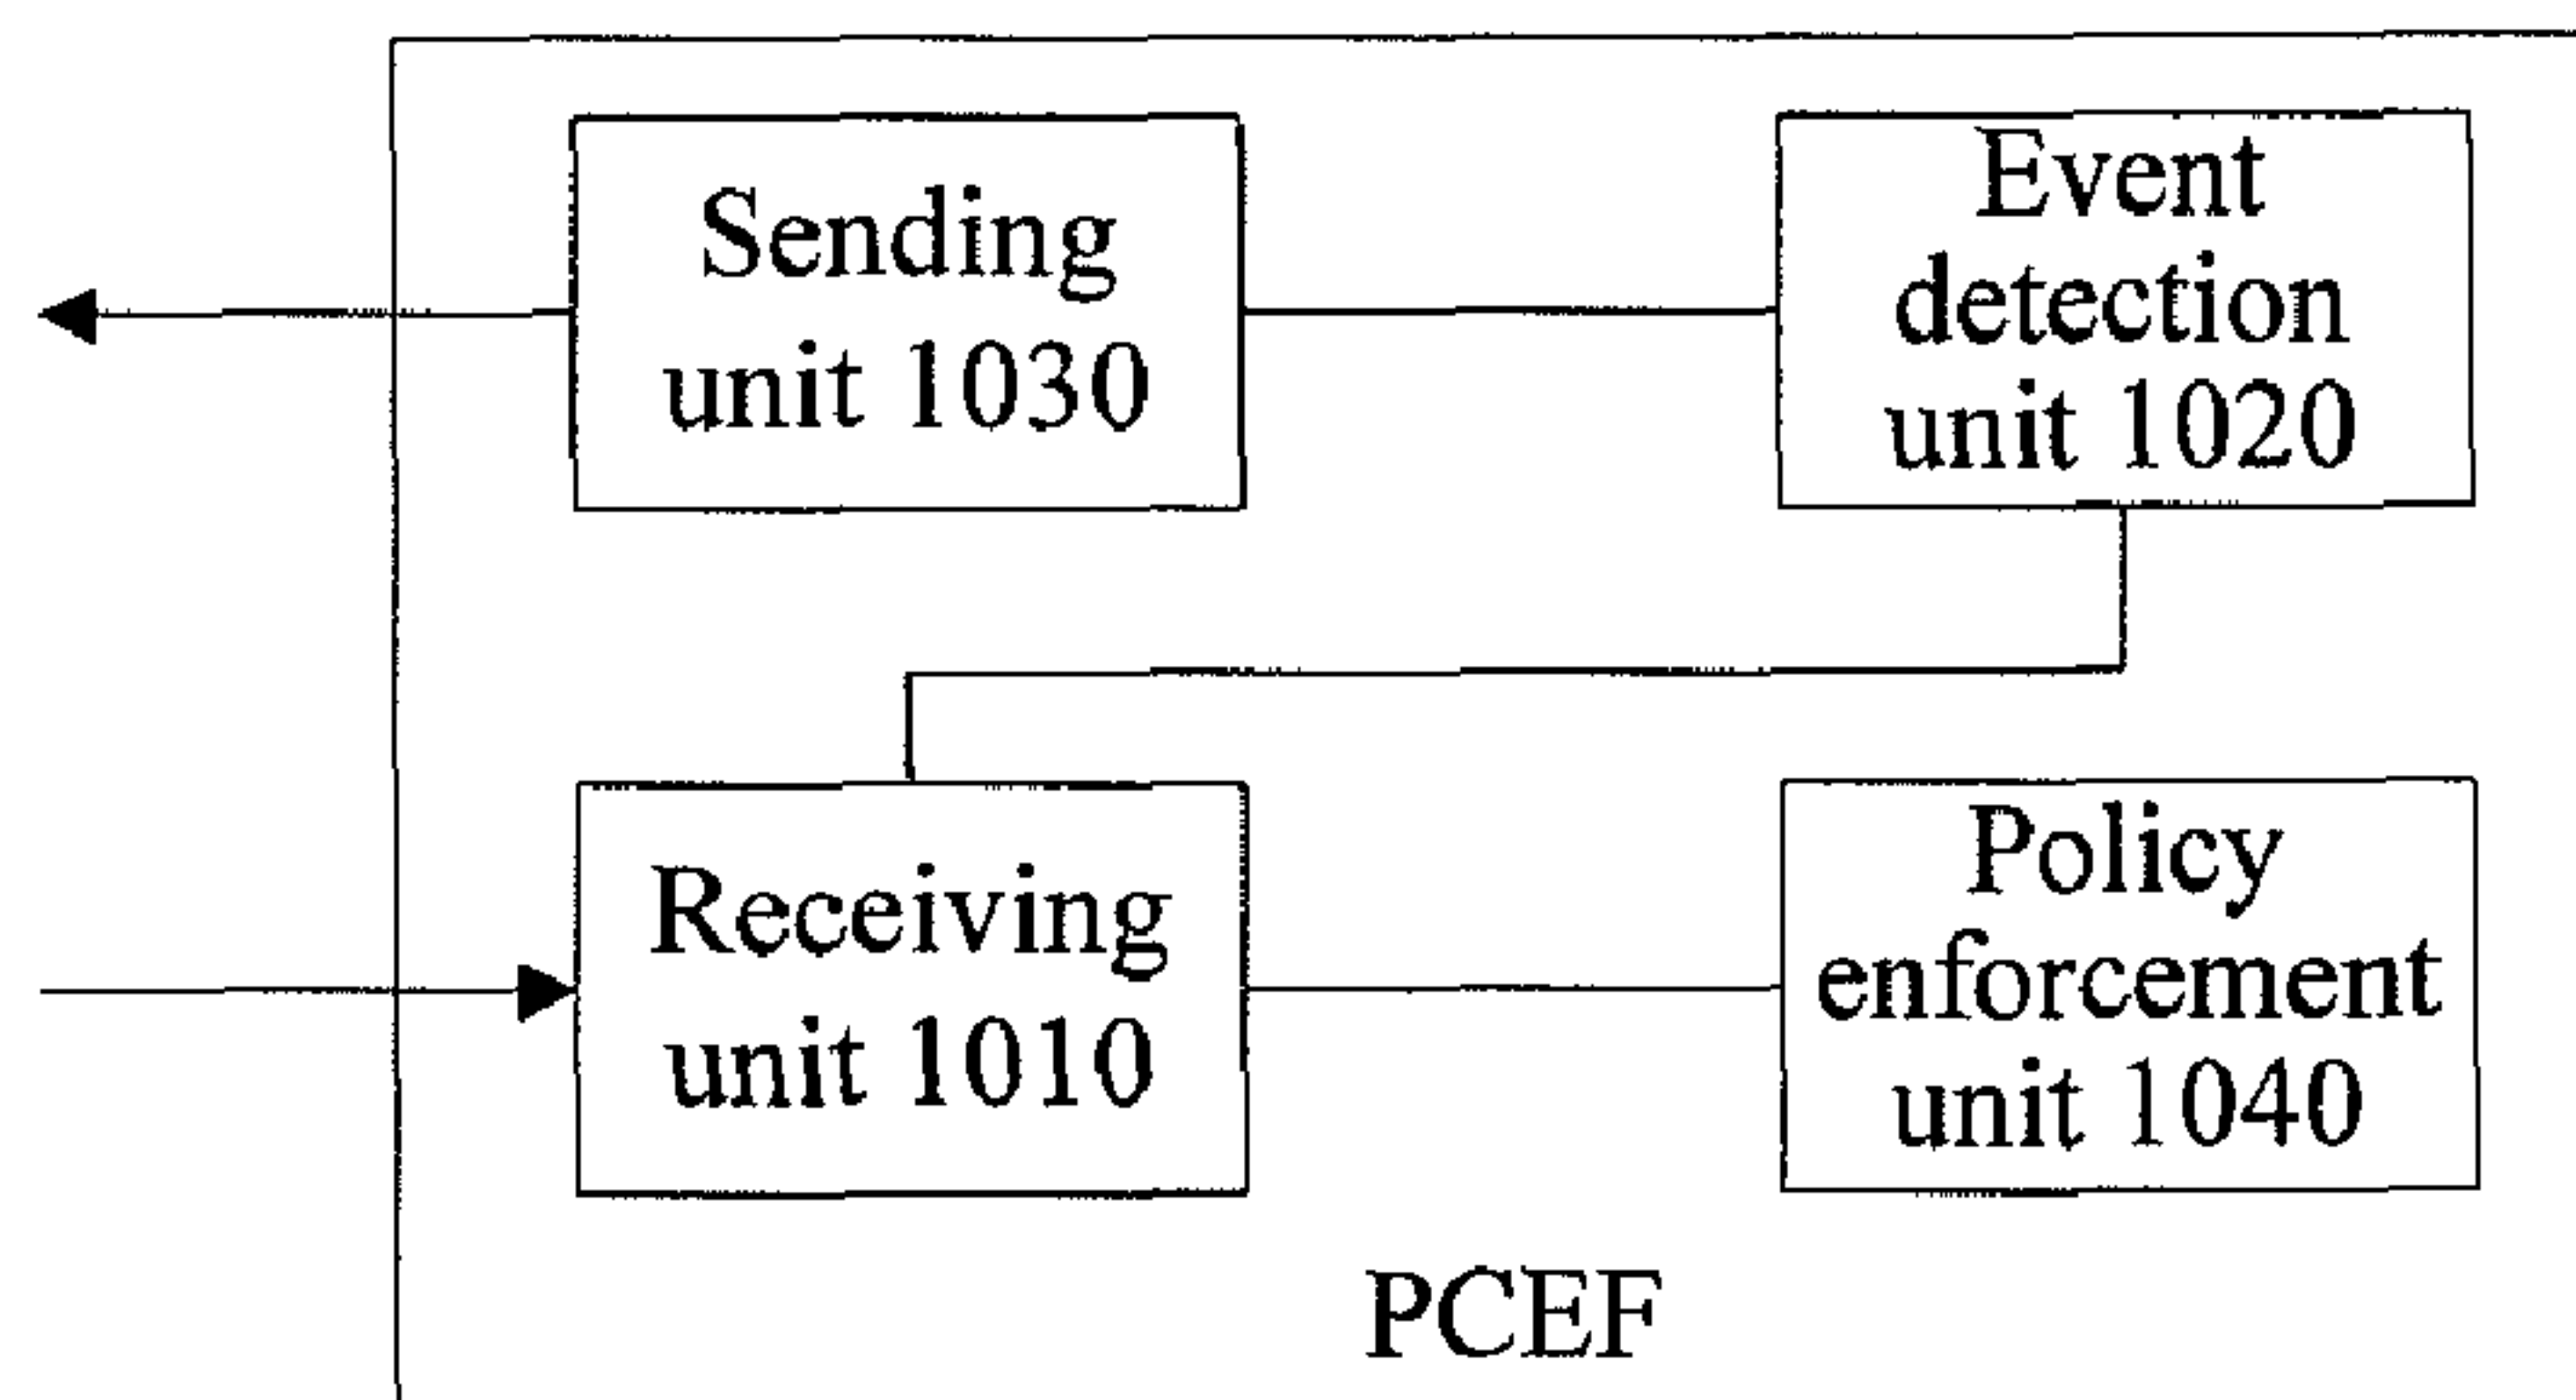 Sending
unit 1030
Event
detection
unit 1020
Receiving
unit 1010
Policy
enforcement
unit 1040
PCEF